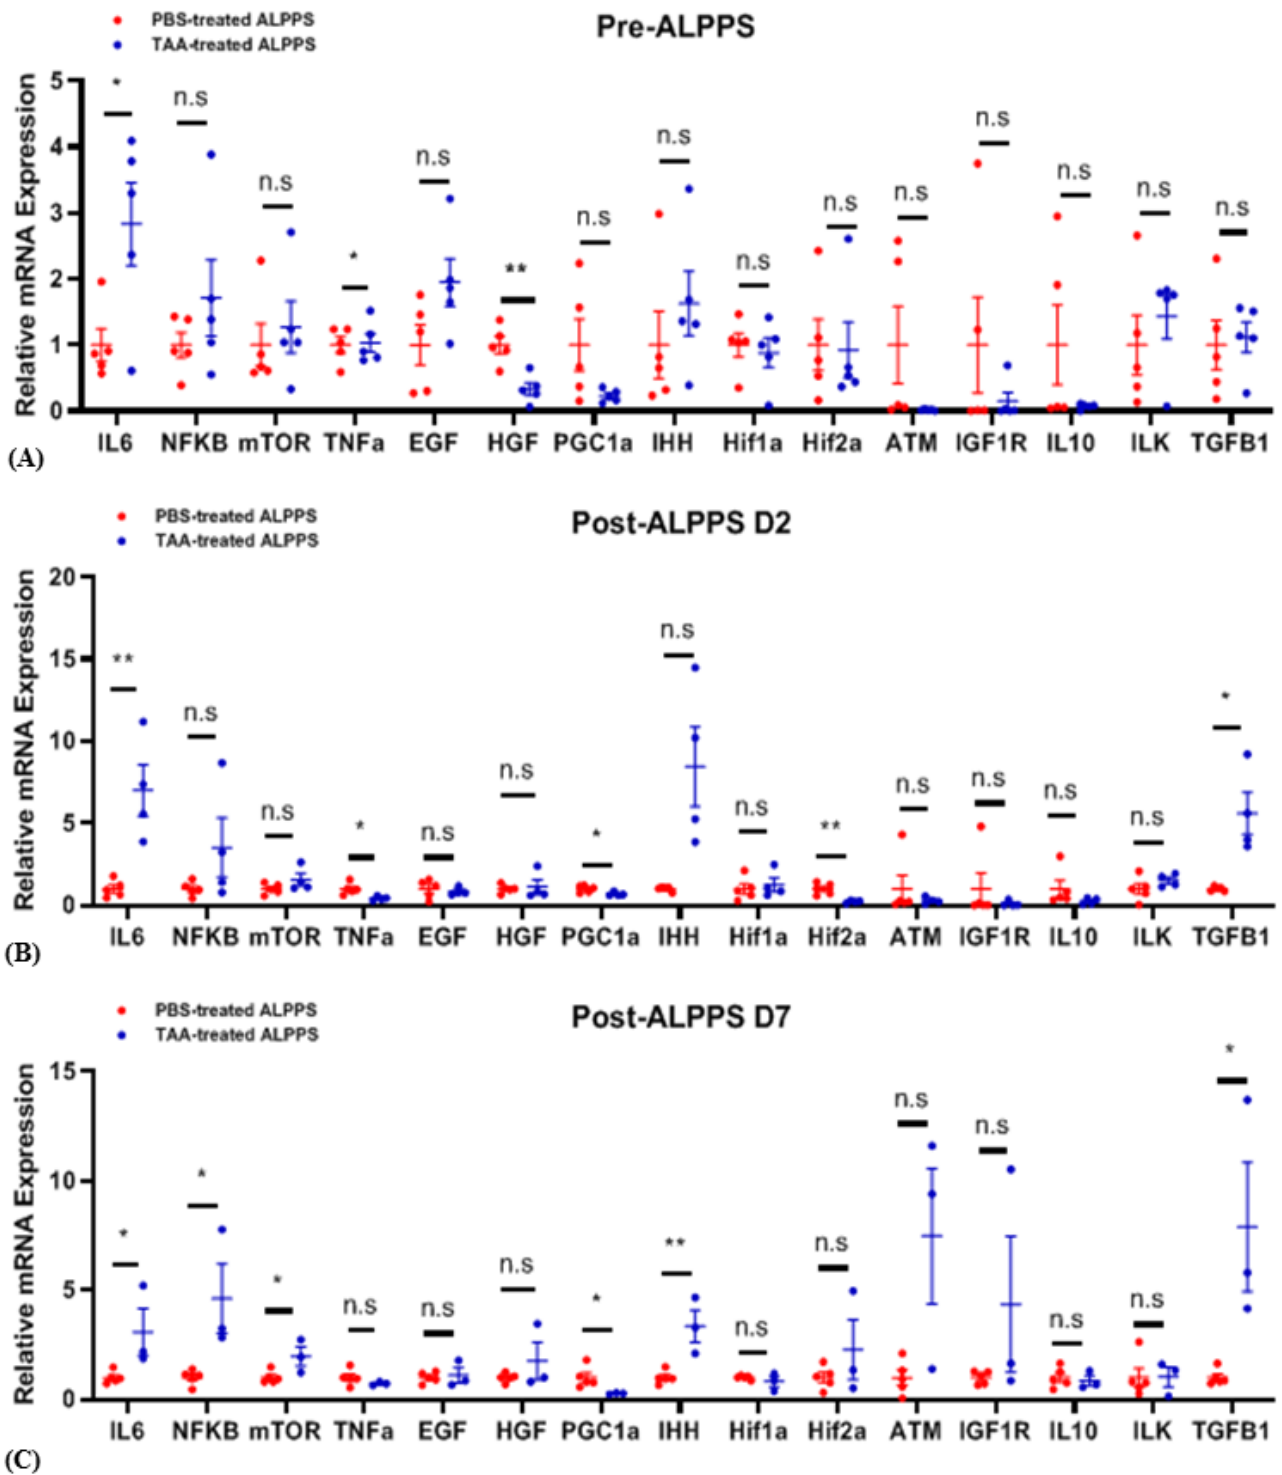 PBS-treated ALPPS
TAA-treated ALPPS
Pre-ALPPS
Relative mRNA Expression
5
4
3
2
1
0
* n.s n.s * n.s ** n.s n.s n.s n.s n.s n.s n.s n.s n.s
IL6 NFKB mTOR TNFa EGF HGF PGC1a IHH Hif1a Hif2a ATM IGF1R IL10 ILK TGFB1
(A)
PBS-treated ALPPS
TAA-treated ALPPS
Post-ALPPS D2
Relative mRNA Expression
20
15
10
5
0
** n.s n.s * n.s n.s * n.s n.s ** n.s n.s n.s n.s *
IL6 NFKB mTOR TNFa EGF HGF PGC1a IHH Hif1a Hif2a ATM IGF1R IL10 ILK TGFB1
(B)
PBS-treated ALPPS
TAA-treated ALPPS
Post-ALPPS D7
Relative mRNA Expression
15
10
5
0
* * * n.s n.s n.s * ** n.s n.s n.s n.s n.s n.s *
IL6 NFKB mTOR TNFa EGF HGF PGC1a IHH Hif1a Hif2a ATM IGF1R IL10 ILK TGFB1
(C)